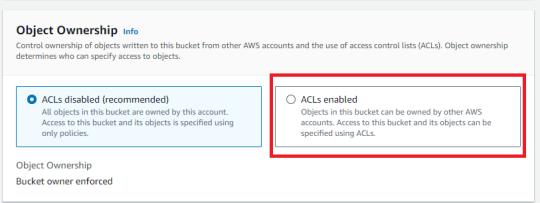 Object Ownership Info
Control ownership of objects written to this bucket from other AWS accounts and the use of access control lists (ACLs). Object ownership
determines who can specify access to objects.
ACLs disabled (recommended)
All objects in this bucket are owned by this account.
Access to this bucket and its objects is specified using
only policies.
ACLs enabled
Objects in this bucket can be owned by other AWS
accounts. Access to this bucket and its objects can be
specified using ACLs.
Object Ownership
Bucket owner enforced